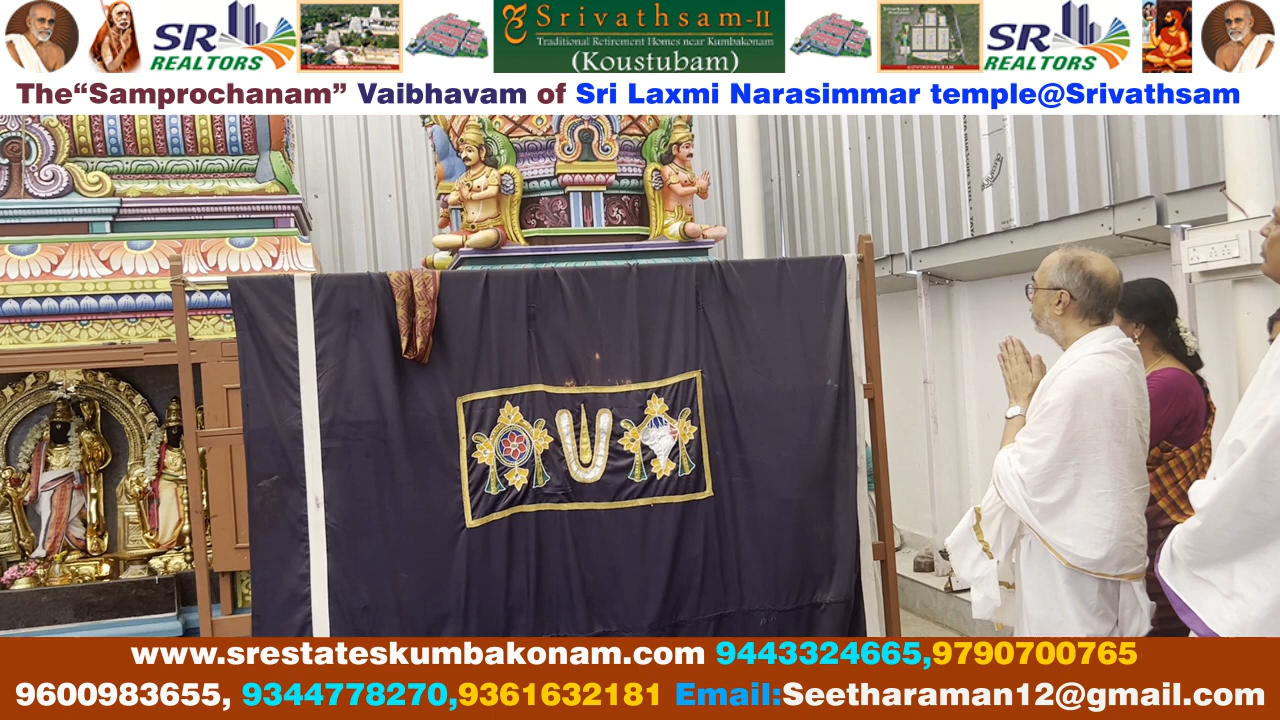 SR
REALTORS
Srivathsam-II
Traditional Retirement Homes near Kumbakonam
(Koustubam)
SR
REALTORS
The“Samprochanam” Vaibhavam of Sri Laxmi Narasimmar temple@Srivathsam
www.srestateskumbakonam.com 9443324665,9790700765
9600983655, 9344778270,9361632181 Email:Seetharaman12@gmail.com